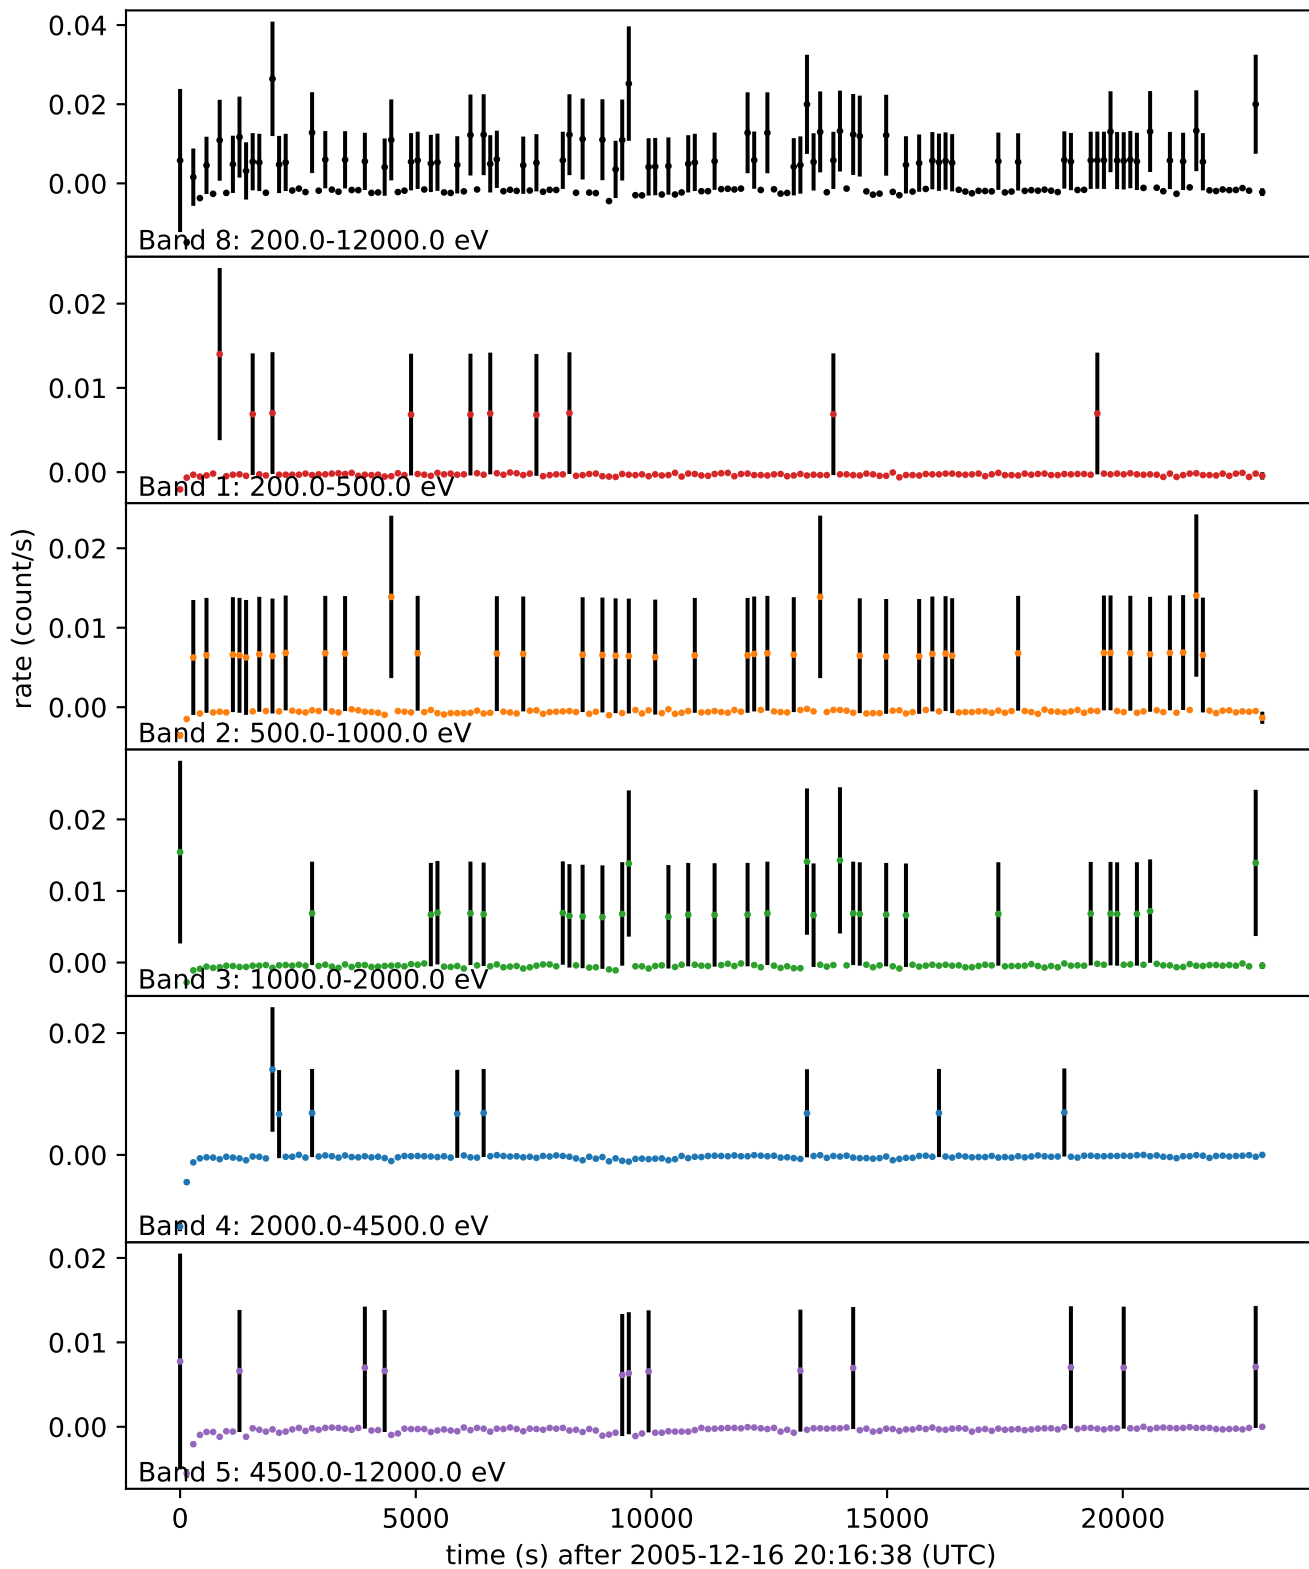 0.04
0.02
0.00
Band 8: 200.0-12000.0 eV
0.02
0.01
0.00
Band 1: 200.0-500.0 eV
rate (count/s)
0.02
0.01
0.00
Band 2: 500.0-1000.0 eV
0.02
0.01
0.00
Band 3: 1000.0-2000.0 eV
0.02
0.00
Band 4: 2000.0-4500.0 eV
0.02
0.01
0.00
Band 5: 4500.0-12000.0 eV
0 5000 10000 15000 20000
time (s) after 2005-12-16 20:16:38 (UTC)